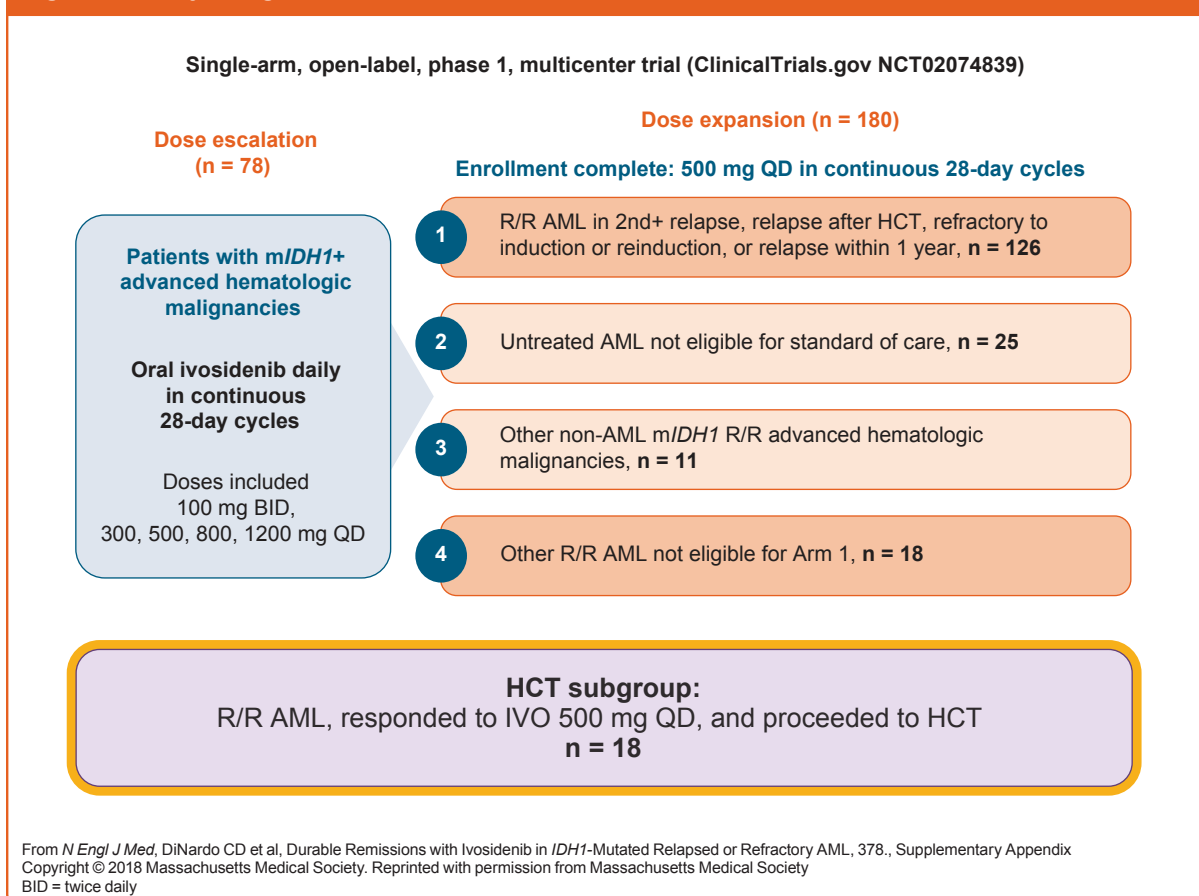 Single-arm, open-label, phase 1, multicenter trial (ClinicalTrials.gov NCT02074839)
Dose escalation
(n = 78)
Dose expansion (n = 180)
Enrollment complete: 500 mg QD in continuous 28-day cycles
Patients with mIDH1+
advanced hematologic
malignancies
Oral ivosidenib daily
in continuous
28-day cycles
Doses included
100 mg BID,
300, 500, 800, 1200 mg QD
1
R/R AML in 2nd+ relapse, relapse after HCT, refractory to
induction or reinduction, or relapse within 1 year, n = 126
2
Untreated AML not eligible for standard of care, n = 25
3
Other non-AML mIDH1 R/R advanced hematologic
malignancies, n = 11
4
Other R/R AML not eligible for Arm 1, n = 18
HCT subgroup:
R/R AML, responded to IVO 500 mg QD, and proceeded to HCT
n = 18
From N Engl J Med, DiNardo CD et al, Durable Remissions with Ivosidenib in IDH1-Mutated Relapsed or Refractory AML, 378., Supplementary Appendix
Copyright © 2018 Massachusetts Medical Society. Reprinted with permission from Massachusetts Medical Society
BID = twice daily